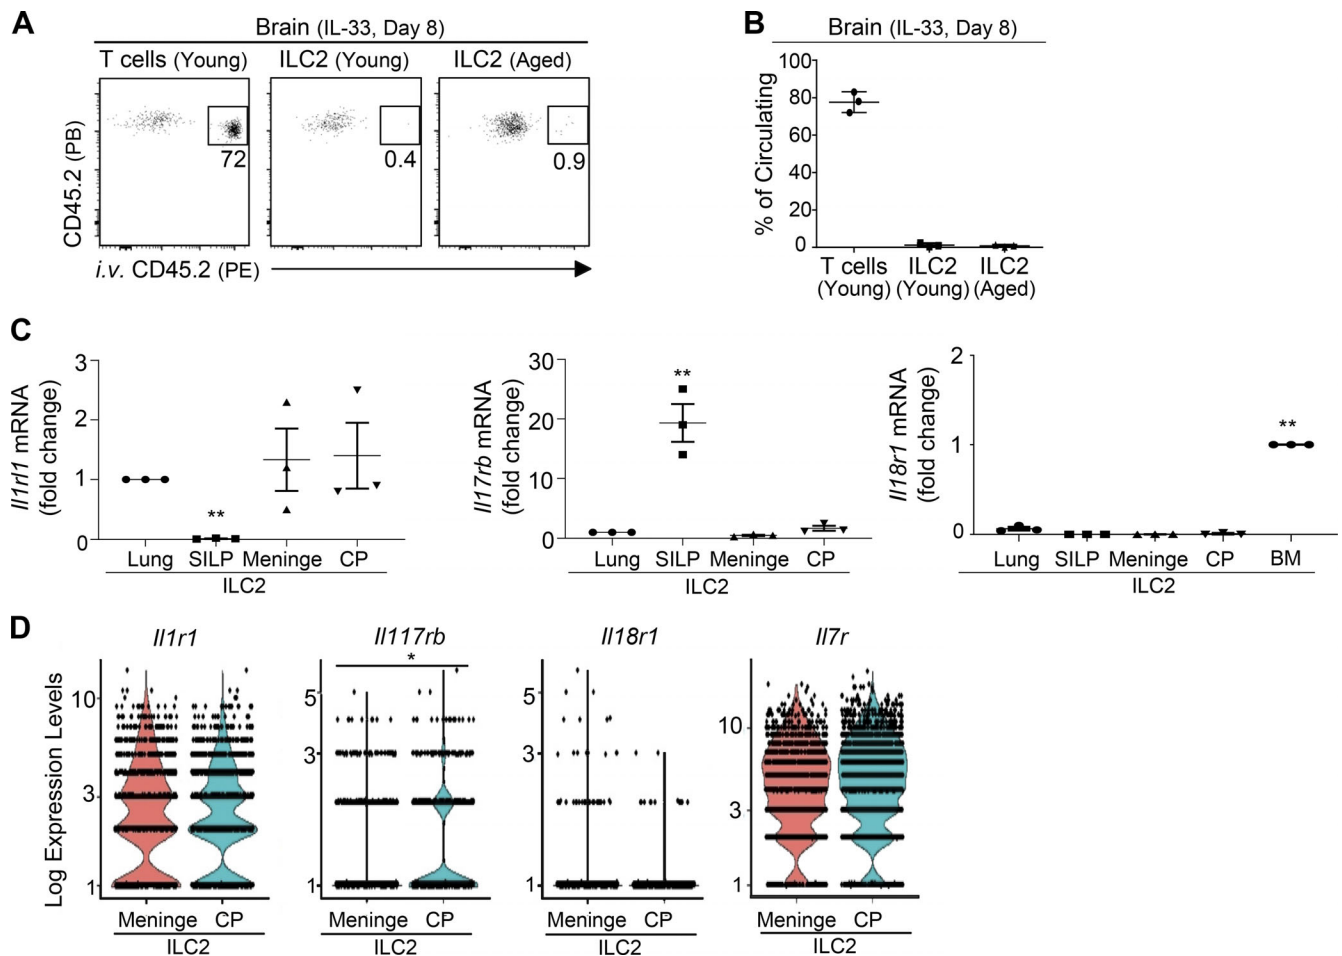 A
Brain (IL-33, Day 8)
T cells (Young)
ILC2 (Young)
ILC2 (Aged)
CD45.2 (PB)
72
0.4
0.9
i.v. CD45.2 (PE)
B
Brain (IL-33, Day 8)
% of Circulating
100
80
60
40
20
0
T cells
(Young)
ILC2
(Young)
ILC2
(Aged)
C
Il1rl1 mRNA
(fold change)
3
2
1
0
**
Lung
SILP
Meninge
CP
ILC2
Il17rb mRNA
(fold change)
30
20
10
0
**
Lung
SILP
Meninge
CP
ILC2
Il18r1 mRNA
(fold change)
2
1
0
**
Lung
SILP
Meninge
CP
BM
ILC2
D
Log Expression Levels
Il1r1
10
3
1
Meninge
CP
ILC2
Il117rb
*
5
3
1
Meninge
CP
ILC2
Il18r1
5
3
1
Meninge
CP
ILC2
Il7r
10
3
1
Meninge
CP
ILC2